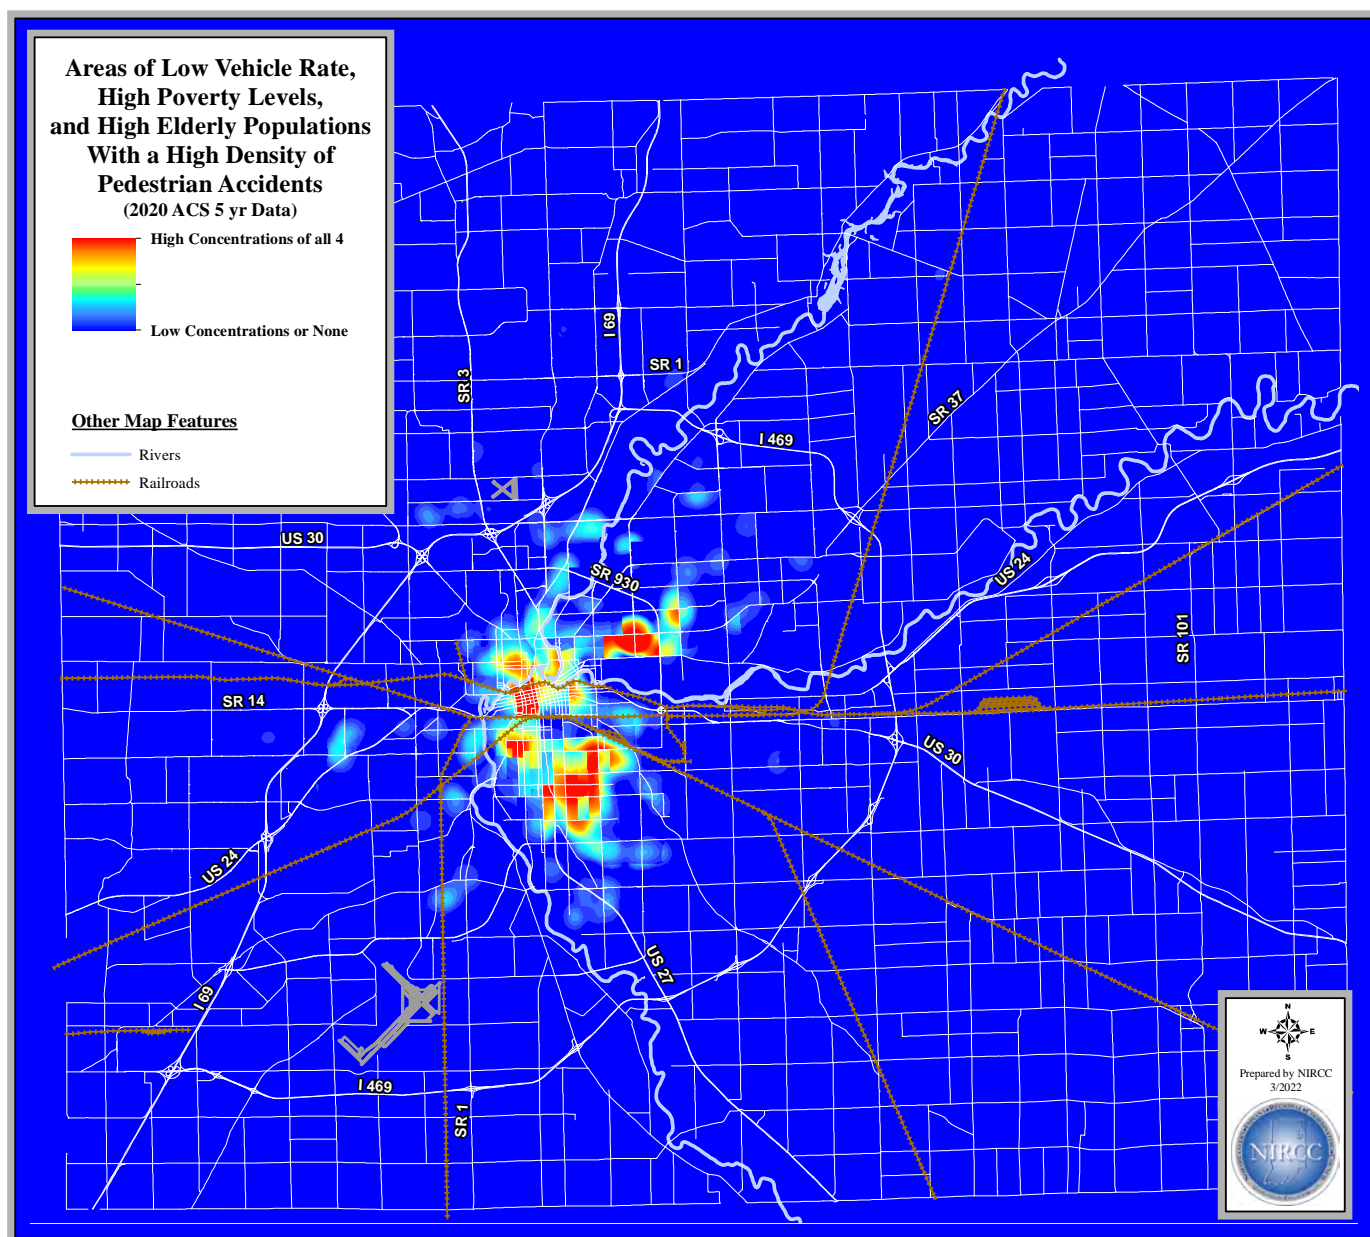 Areas of Low Vehicle Rate,
High Poverty Levels,
and High Elderly Populations
With a High Density of
Pedestrian Accidents
(2020 ACS 5 yr Data)
High Concentrations of all 4
Low Concentrations or None
Other Map Features
Rivers
Railroads
I 69
SR 1
SR 3
SR 37
I 469
US 30
SR 930
US 24
SR 101
SR 14
US 30
US 24
US 27
I 69
I 469
SR 1
N
W E
S
Prepared by NIRCC
3/2022
NIRCC